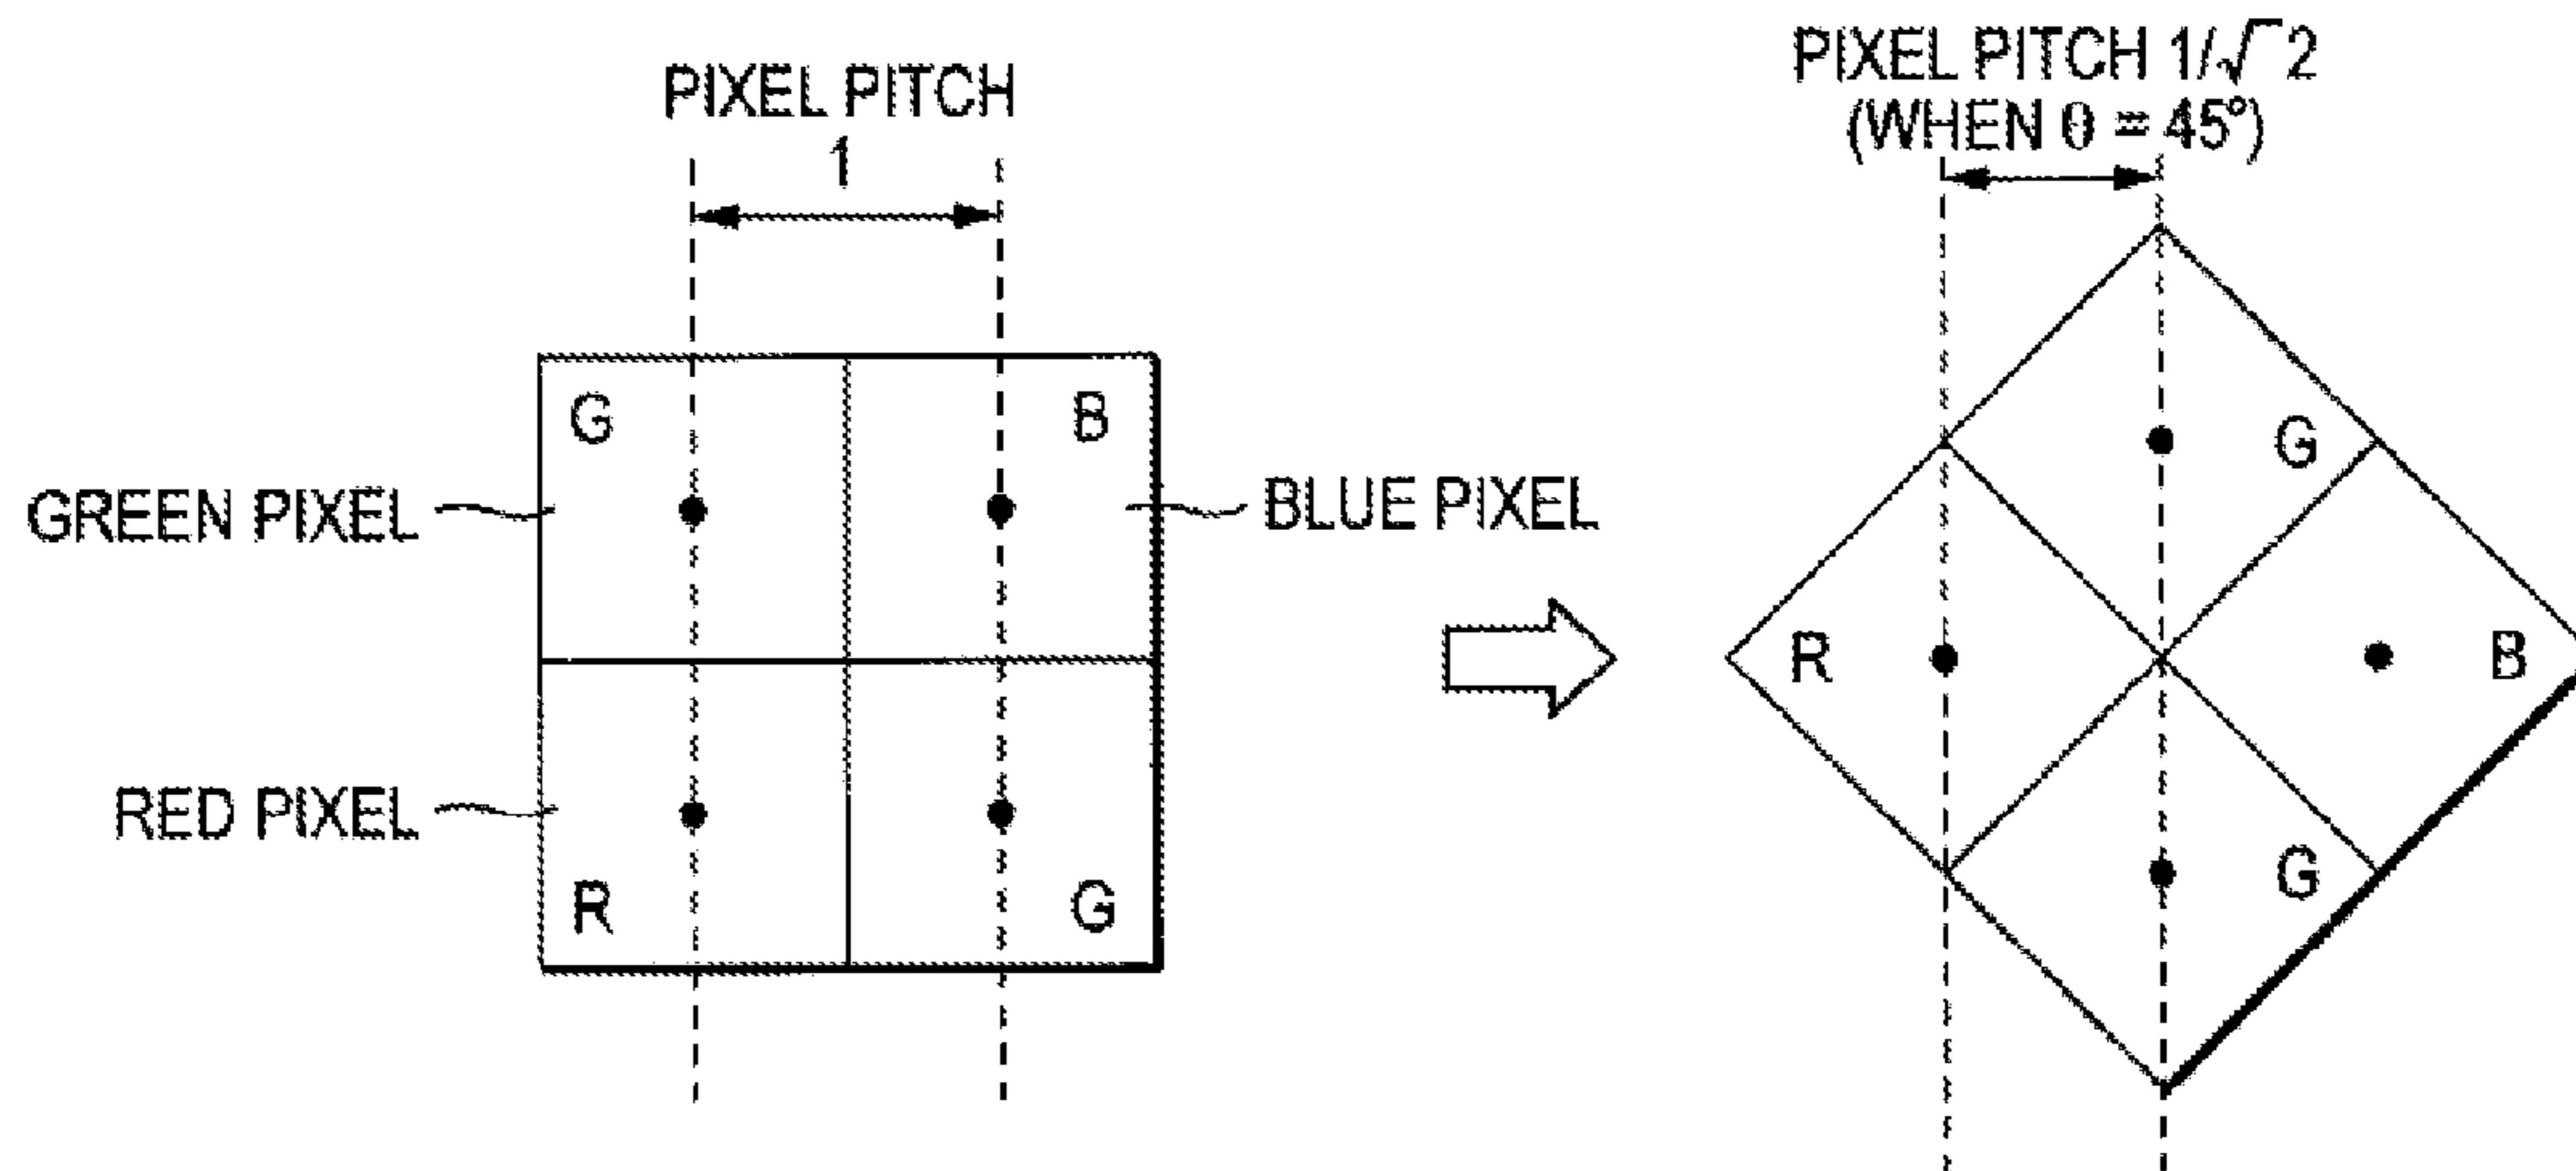 PIXEL PITCH
1
PIXEL PITCH 1/√2
(WHEN θ = 45°)
G
B
GREEN PIXEL
BLUE PIXEL
RED PIXEL
R
G
G
R
B
G